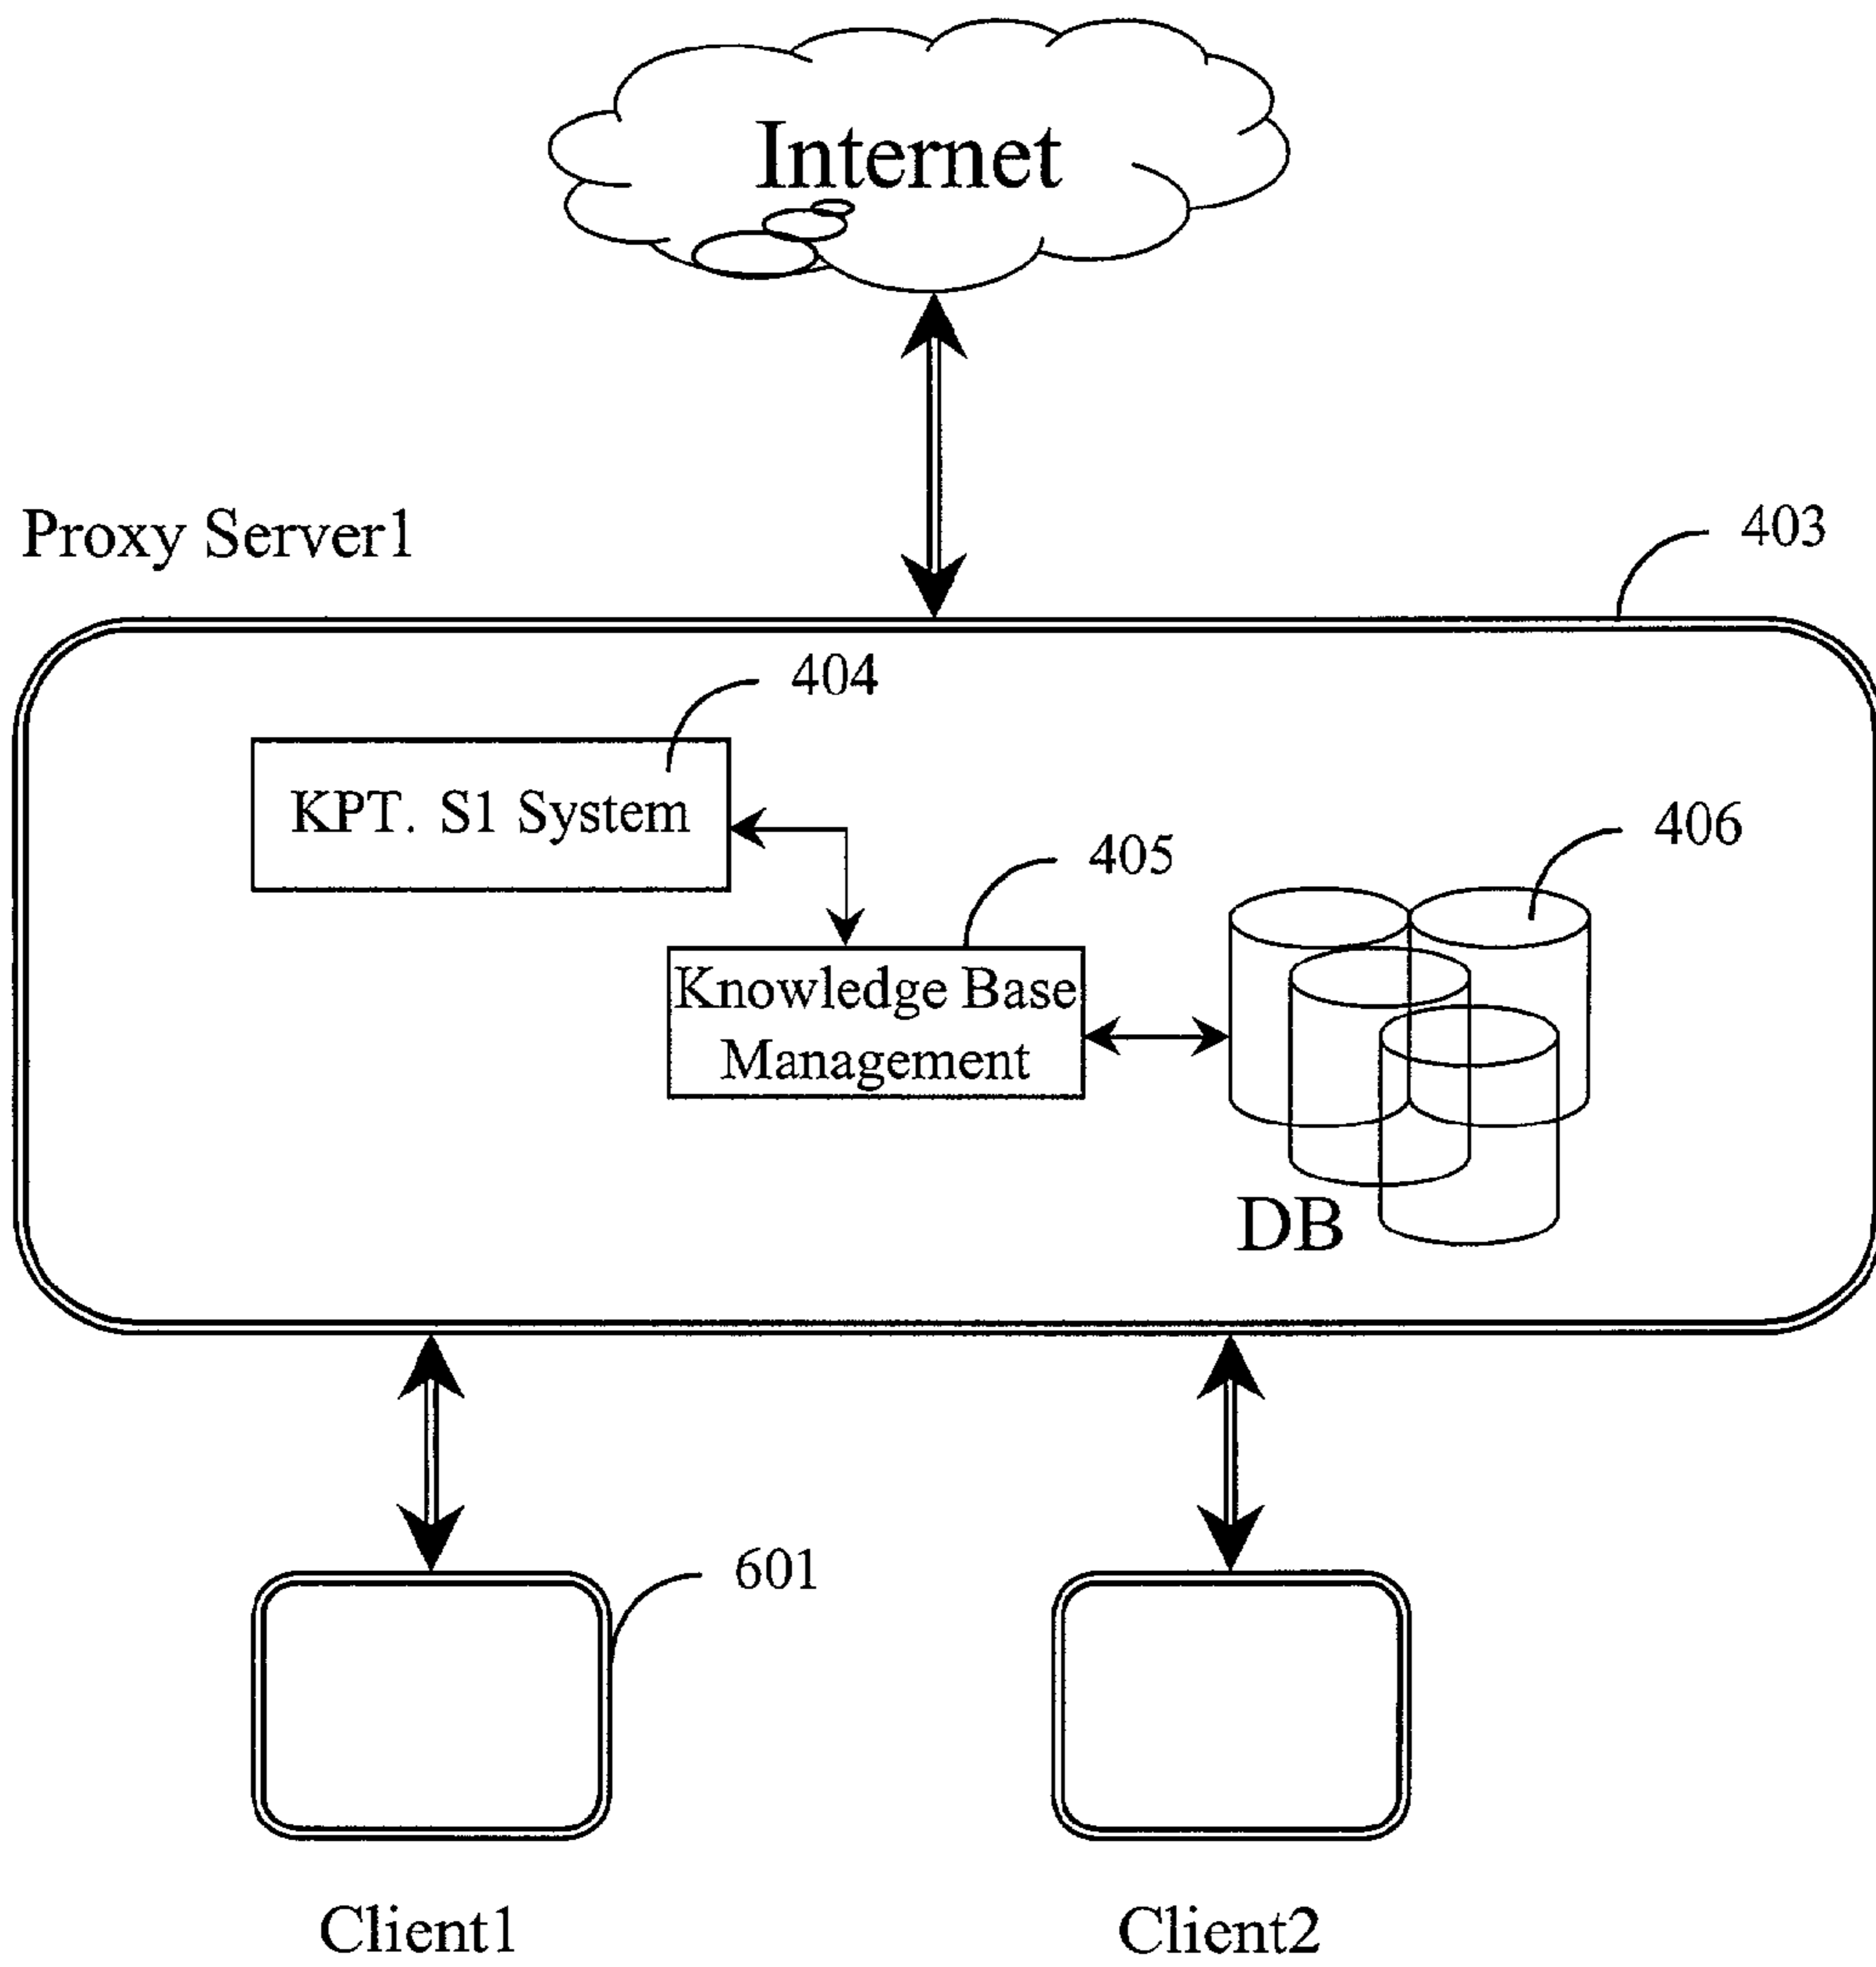 Internet
Proxy Server1
403
404
KPT. S1 System
406
405
Knowledge Base
Management
DB
601
Client1
Client2